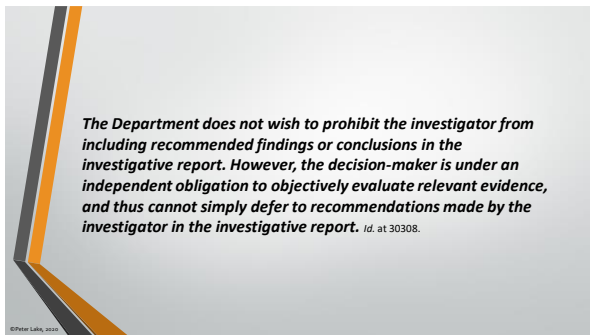 The Department does not wish to prohibit the investigator from
including recommended findings or conclusions in the
investigative report. However, the decision-maker is under an
independent obligation to objectively evaluate relevant evidence,
and thus cannot simply defer to recommendations made by the
investigator in the investigative report. Id. at 30308.
©Peter Lake, 2020